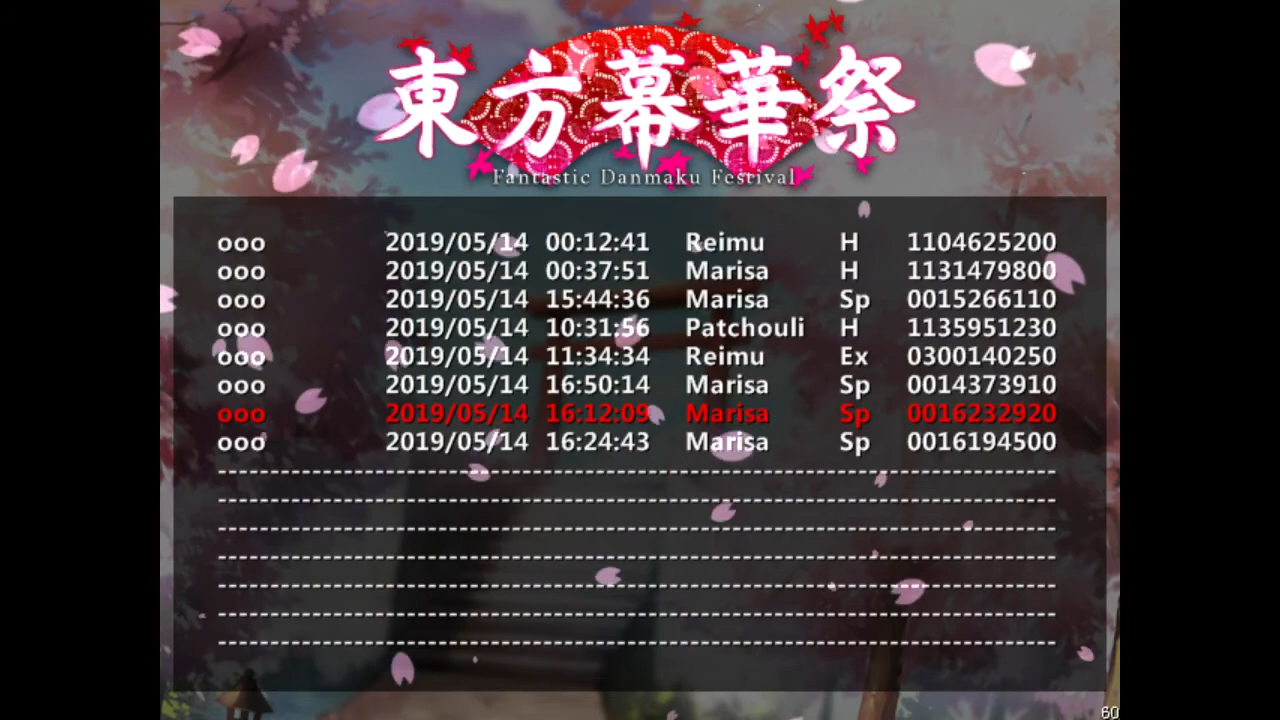 東方幕華祭
Fantastic Danmaku Festival
ooo 2019/05/14 00:12:41 Reimu H 1104625200
ooo 2019/05/14 00:37:51 Marisa H 1131479800
ooo 2019/05/14 15:44:36 Marisa Sp 0015266110
ooo 2019/05/14 10:31:56 Patchouli H 1135951230
ooo 2019/05/14 11:34:34 Reimu Ex 0300140250
ooo 2019/05/14 16:50:14 Marisa Sp 0014373910
ooo 2019/05/14 16:12:09 Marisa Sp 0016232920
ooo 2019/05/14 16:24:43 Marisa Sp 0016194500
60